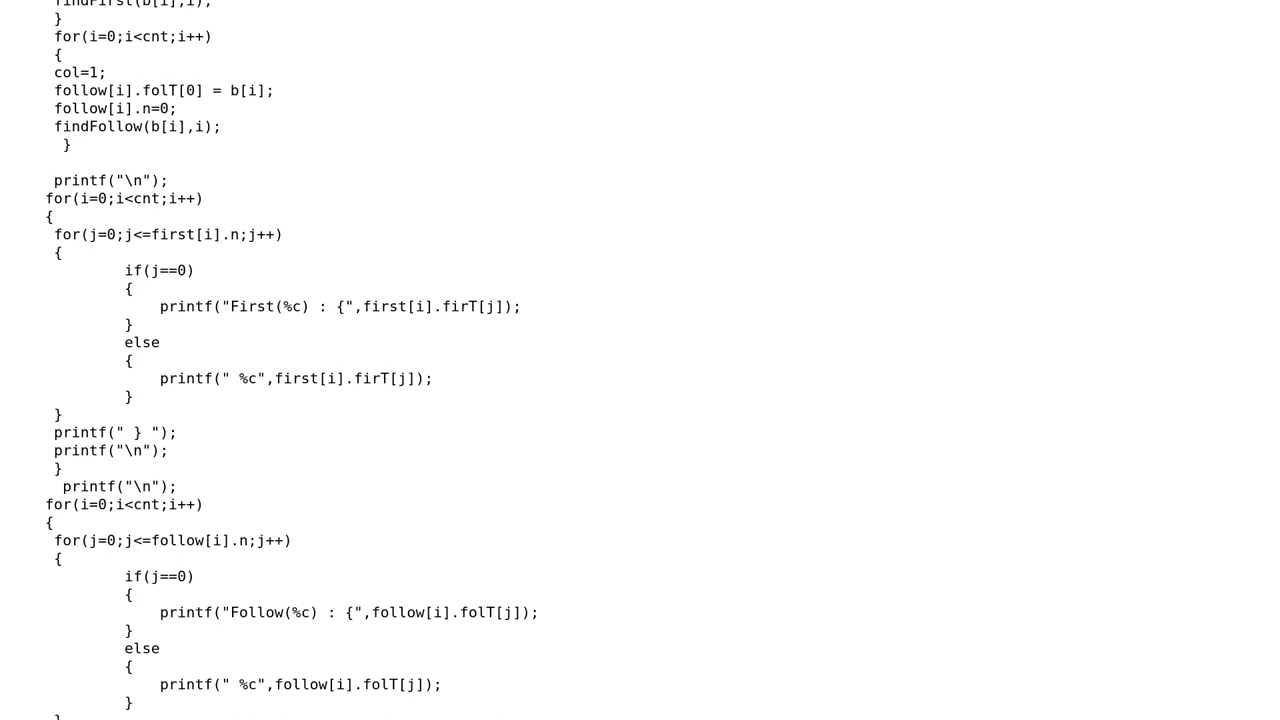 findFirst(b[i],i);
}
for(i=0;i<cnt;i++)
{
col=1;
follow[i].folT[0] = b[i];
follow[i].n=0;
findFollow(b[i],i);
}
printf("\n");
for(i=0;i<cnt;i++)
{
for(j=0;j<=first[i].n;j++)
{
if(j==0)
{
printf("First(%c) : {",first[i].firT[j]);
}
else
{
printf(" %c",first[i].firT[j]);
}
}
printf(" } ");
printf("\n");
}
printf("\n");
for(i=0;i<cnt;i++)
{
for(j=0;j<=follow[i].n;j++)
{
if(j==0)
{
printf("Follow(%c) : {",follow[i].folT[j]);
}
else
{
printf(" %c",follow[i].folT[j]);
}
}